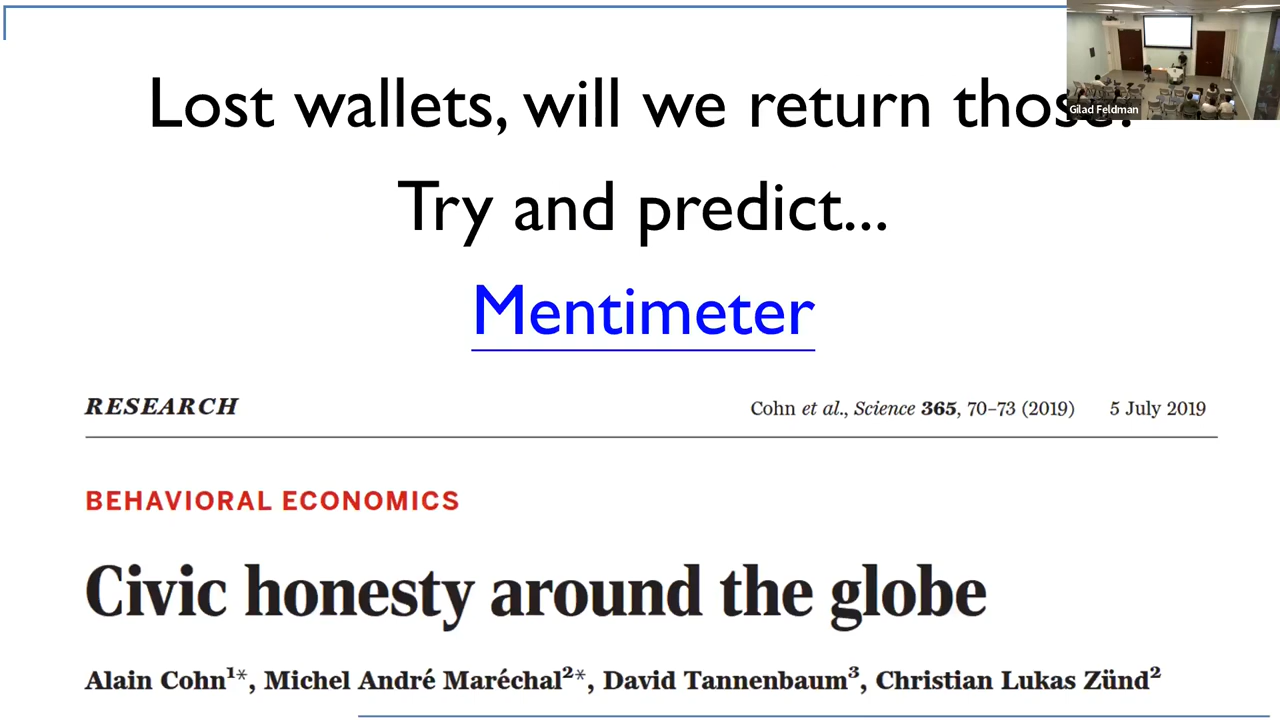 Lost wallets, will we return those?
Gilad Feldman
Try and predict...
Mentimeter
RESEARCH
Cohn et al., Science 365, 70–73 (2019) 5 July 2019
BEHAVIORAL ECONOMICS
Civic honesty around the globe
Alain Cohn¹*, Michel André Maréchal²*, David Tannenbaum³, Christian Lukas Zünd²